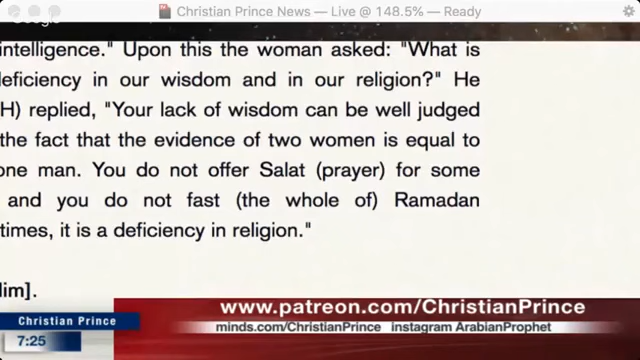 Christian Prince News — Live @ 148.5% — Ready
Google
intelligence." Upon this the woman asked: "What is
deficiency in our wisdom and in our religion?" He
H) replied, "Your lack of wisdom can be well judged
the fact that the evidence of two women is equal to
one man. You do not offer Salat (prayer) for some
and you do not fast (the whole of) Ramadan
times, it is a deficiency in religion."
lim].
www.patreon.com/ChristianPrince
Christian Prince
minds.com/ChristianPrince instagram ArabianProphet
7:25